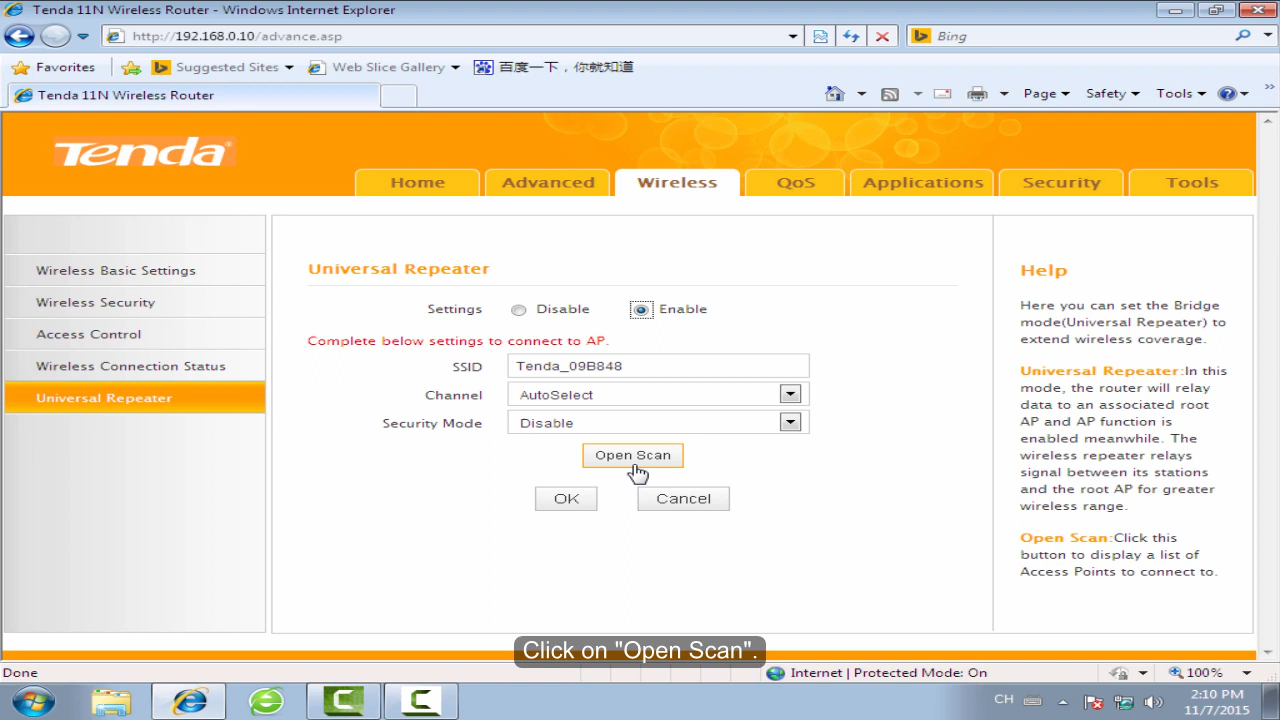 Tenda 11N Wireless Router - Windows Internet Explorer
http://192.168.0.10/advance.asp
Bing
Favorites
Suggested Sites
Web Slice Gallery
百度一下，你就知道
Tenda 11N Wireless Router
Page
Safety
Tools
»
Tenda®
Home
Advanced
Wireless
QoS
Applications
Security
Tools
Wireless Basic Settings
Wireless Security
Access Control
Wireless Connection Status
Universal Repeater
Universal Repeater
Settings Disable Enable
Complete below settings to connect to AP.
SSID Tenda_09B848
Channel AutoSelect
Security Mode Disable
Open Scan
OK Cancel
Help
Here you can set the Bridge
mode(Universal Repeater) to
extend wireless coverage.
Universal Repeater:In this
mode, the router will relay
data to an associated root
AP and AP function is
enabled meanwhile. The
wireless repeater relays
signal between its stations
and the root AP for greater
wireless range.
Open Scan:Click this
button to display a list of
Access Points to connect to.
Click on "Open Scan".
Done
Internet | Protected Mode: On
100%
CH
2:10 PM
11/7/2015